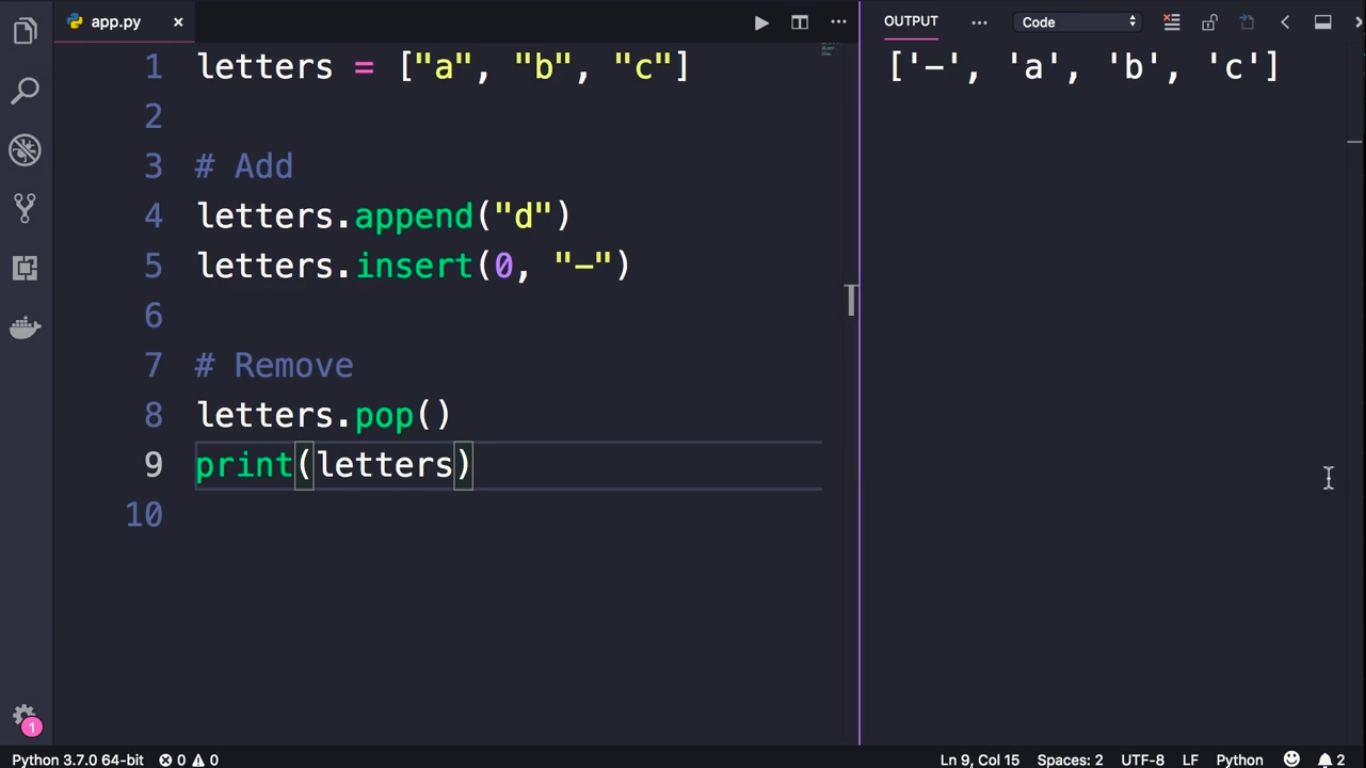 app.py
OUTPUT
Code
1 letters = ["a", "b", "c"]
2
3 # Add
4 letters.append("d")
5 letters.insert(0, "-")
6
7 # Remove
8 letters.pop()
9 print(letters)
10
['-', 'a', 'b', 'c']
1
Python 3.7.0 64-bit 0 0 Ln 9, Col 15 Spaces: 2 UTF-8 LF Python 2